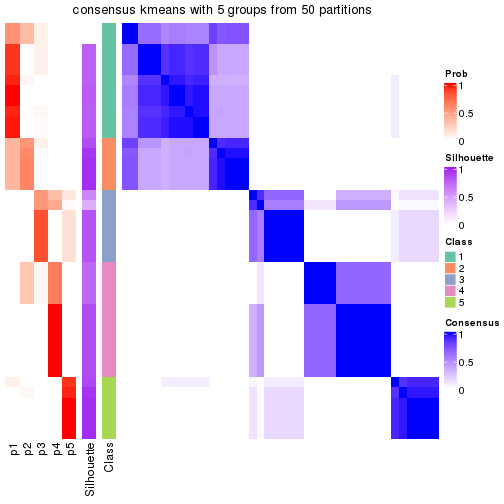 consensus kmeans with 5 groups from 50 partitions
Prob
1
0.5
0
Silhouette
1
0.5
0
Class
1
2
3
4
5
Consensus
1
0.5
0
p1
p2
p3
p4
p5
Silhouette
Class